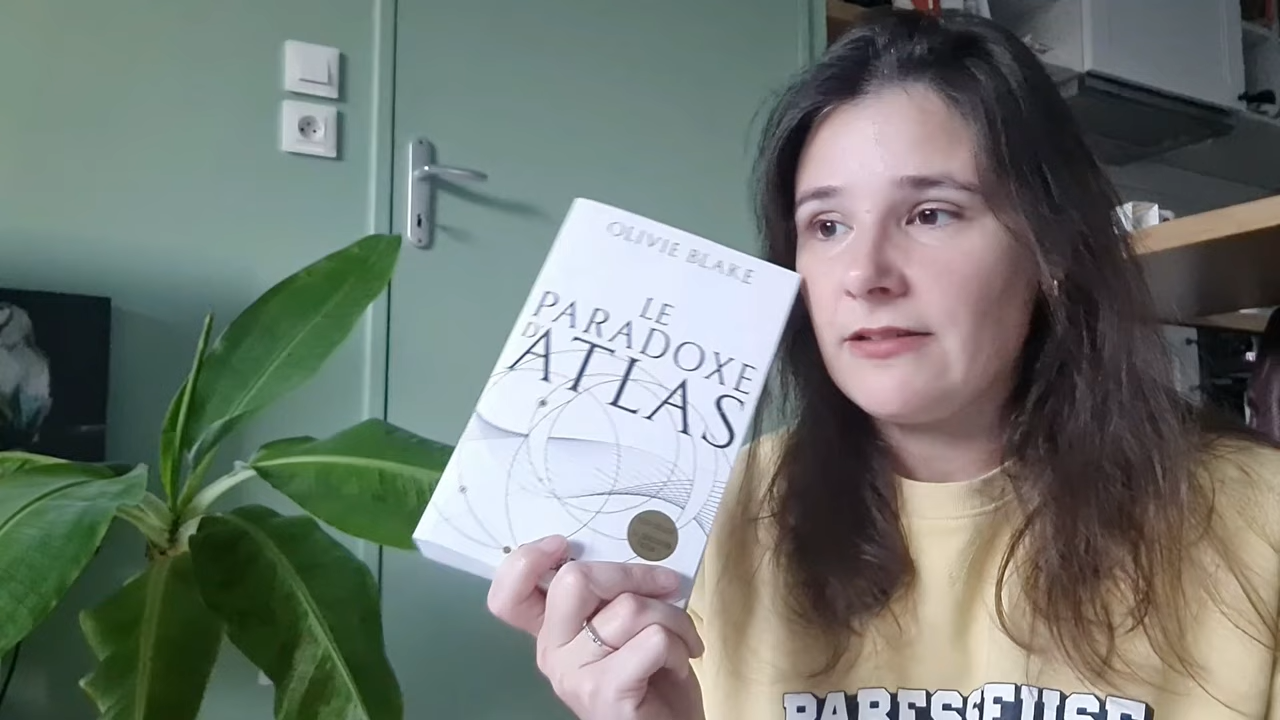 OLIVIE BLAKE
LE
PARADOXE
D'ATLAS
PARESSEUSE